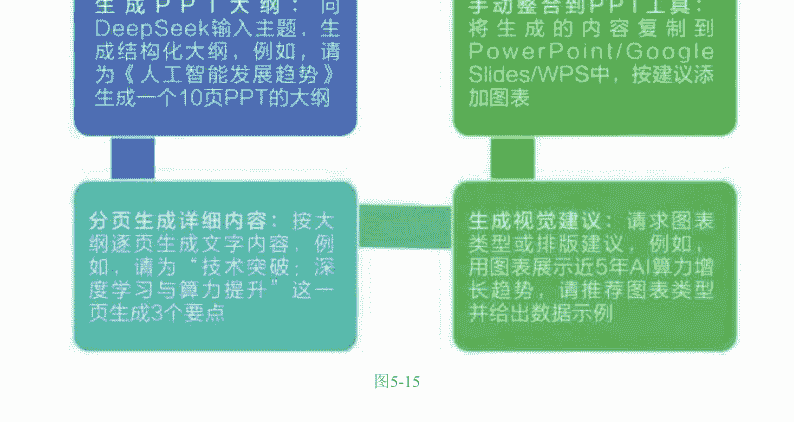 生成PPT大纲：向
DeepSeek输入主题，生
成结构化大纲，例如，请
为《人工智能发展趋势》
生成一个10页PPT的大纲
手动整合到PPT工具：
将生成的内容复制到
PowerPoint/Google
Slides/WPS中，按建议添
加图表
分页生成详细内容：按大
纲逐页生成文字内容，例
如，请为“技术突破：深
度学习与算力提升”这一
页生成3个要点
生成视觉建议：请求图表
类型或排版建议，例如，
用图表展示近5年AI算力增
长趋势，请推荐图表类型
并给出数据示例
图5-15